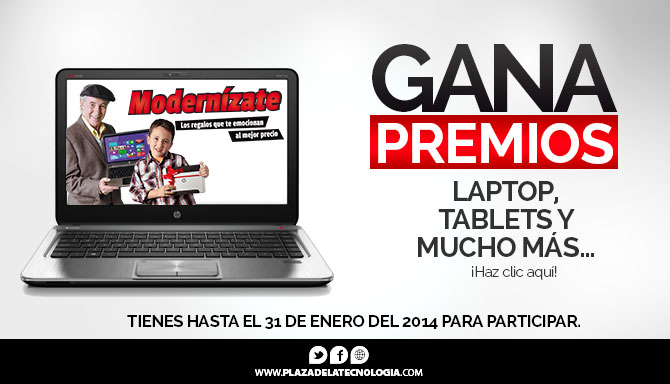 GANA
PREMIOS
LAPTOP,
TABLETS Y
MUCHO MÁS...
¡Haz clic aquí!
Modernízate
Los regalos que te emocionan
al mejor precio
hp
TIENES HASTA EL 31 DE ENERO DEL 2014 PARA PARTICIPAR.
WWW.PLAZADELATECNOLOGIA.COM